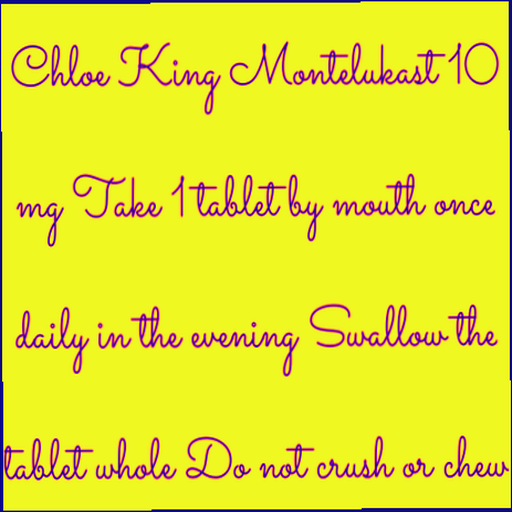 Chloe King Montelukast 10
mg Take 1 tablet by mouth once
daily in the evening Swallow the
tablet whole Do not crush or chew